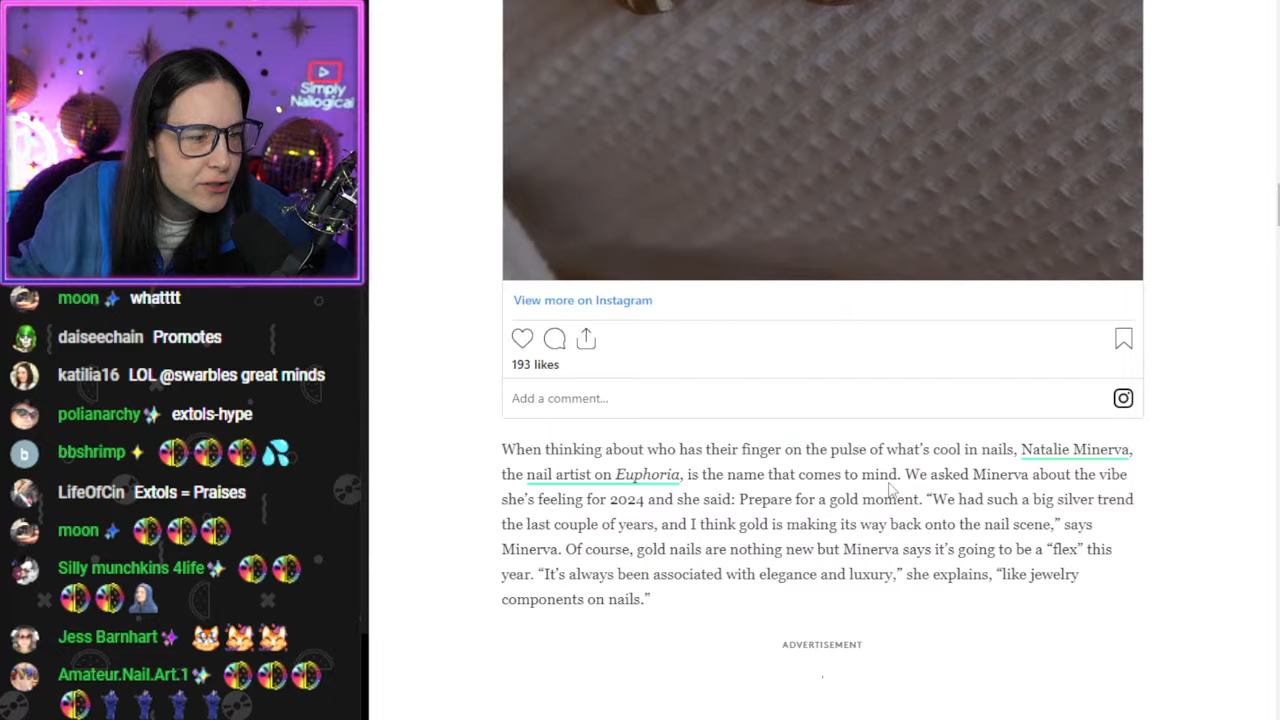 Simply
Nailogical
moon whatttt
daiseechain Promotes
katilia16 LOL @swarbles great minds
polianarchy extols-hype
b bbshrimp
LifeOfCin Extols = Praises
moon
Silly munchkins 4life
Jess Barnhart
Amateur.Nail.Art.1
View more on Instagram
193 likes
Add a comment...
When thinking about who has their finger on the pulse of what’s cool in nails, Natalie Minerva,
the nail artist on Euphoria, is the name that comes to mind. We asked Minerva about the vibe
she’s feeling for 2024 and she said: Prepare for a gold moment. “We had such a big silver trend
the last couple of years, and I think gold is making its way back onto the nail scene,” says
Minerva. Of course, gold nails are nothing new but Minerva says it’s going to be a “flex” this
year. “It’s always been associated with elegance and luxury,” she explains, “like jewelry
components on nails.”
ADVERTISEMENT